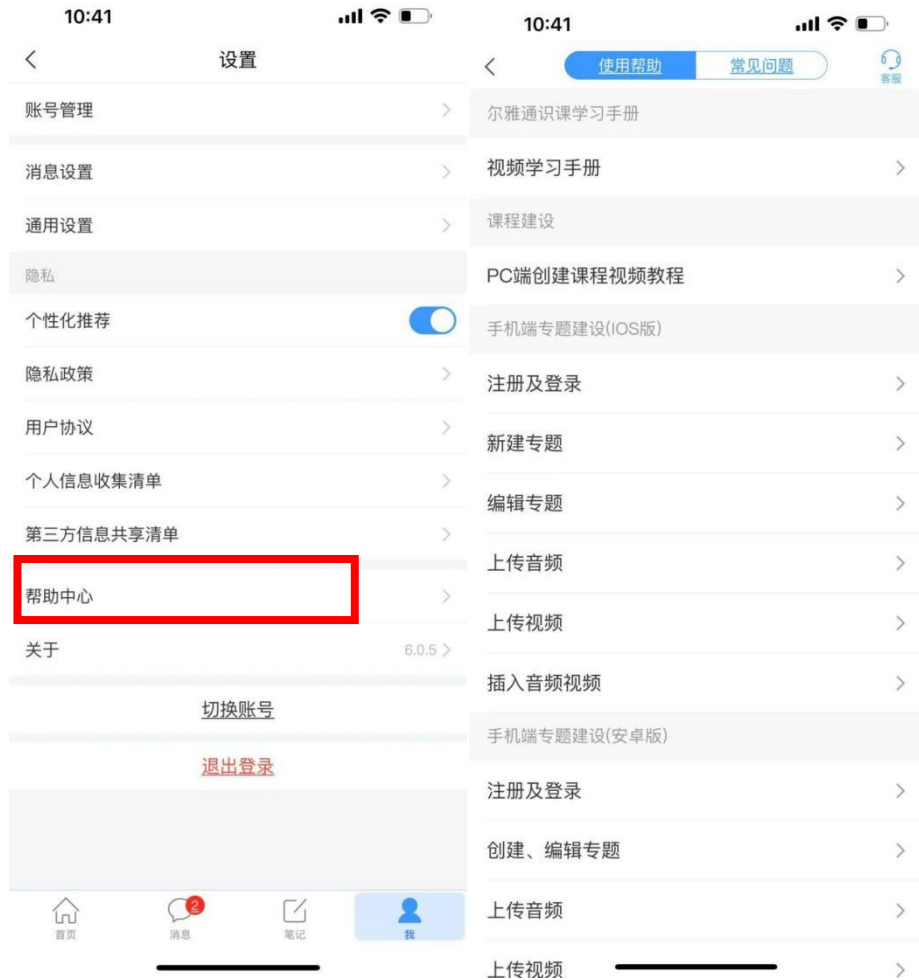 10:41
设置
账号管理
消息设置
通用设置
隐私
个性化推荐
隐私政策
用户协议
个人信息收集清单
第三方信息共享清单
帮助中心
关于 6.0.5
切换账号
退出登录
2
首页 消息 笔记 我
10:41
使用帮助 常见问题 客服
尔雅通识课学习手册
视频学习手册
课程建设
PC端创建课程视频教程
手机端专题建设(IOS版)
注册及登录
新建专题
编辑专题
上传音频
上传视频
插入音频视频
手机端专题建设(安卓版)
注册及登录
创建、编辑专题
上传音频
上传视频